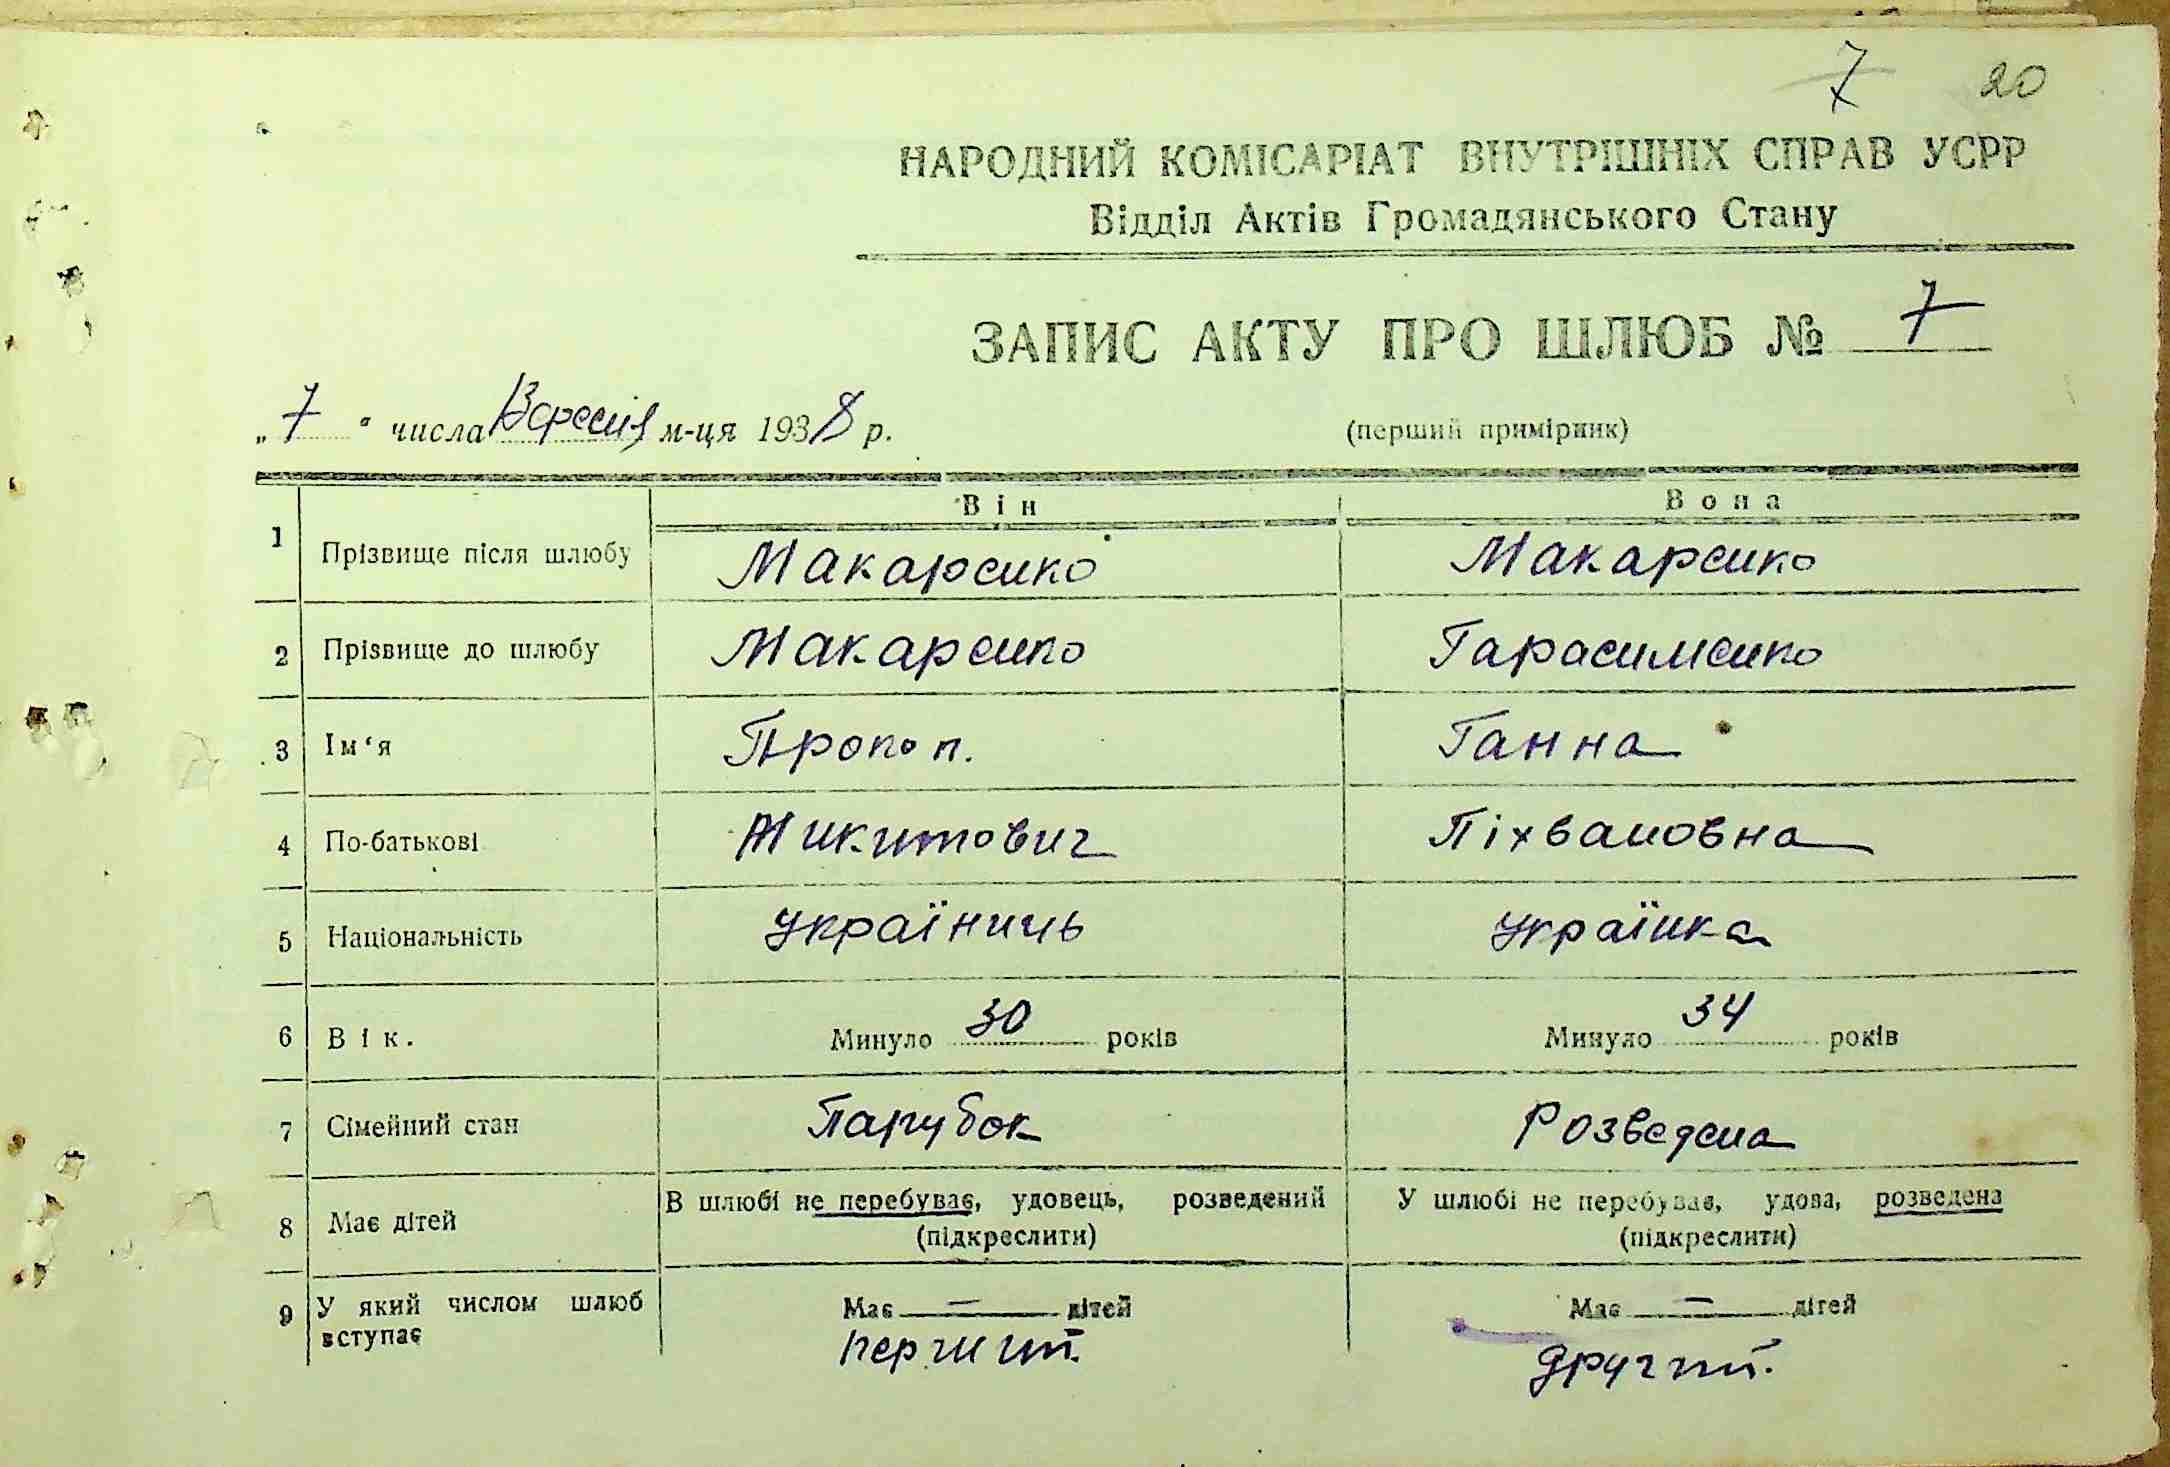 7 20
НАРОДНИЙ КОМІСАРІАТ ВНУТРІШНІХ СПРАВ УСРР
Відділ Актів Громадянського Стану
ЗАПИС АКТУ ПРО ШЛЮБ № 7
„7“ числа Вересня м-ця 1938 р. (перший примірник)
Він Вона
1 Прізвище після шлюбу Макаренко Макаренко
2 Прізвище до шлюбу Макаренко Гарасименко
3 Ім‘я Прокоп. Ганна
4 По-батькові Микитович Піхвановна
5 Національність Україниць Українка
6 Вік. Минуло 30 років Минуло 34 років
7 Сімейний стан Парубок Розведена
8 Має дітей В шлюбі не перебуває, удовець, розведений У шлюбі не перебуває, удова, розведена
(підкреслити) (підкреслити)
9 У який числом шлюб Має — дітей Має — дітей
вступає перший. другий.